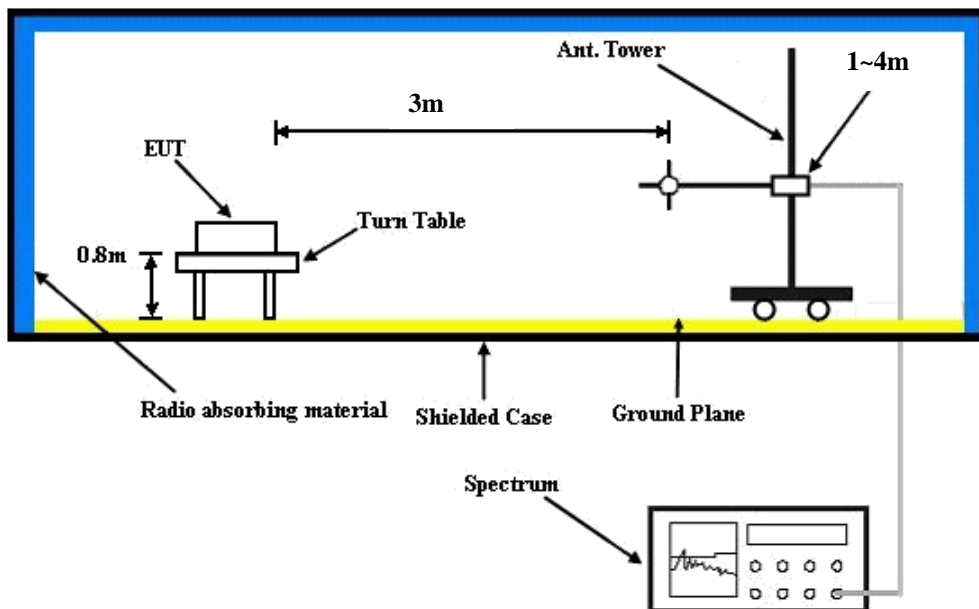 Ant. Tower
1~4m
3m
EUT
Turn Table
0.8m
Radio absorbing material
Shielded Case
Ground Plane
Spectrum